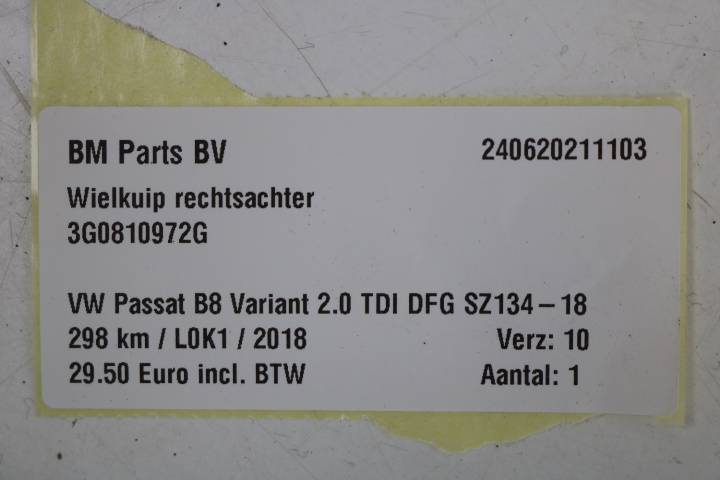 BM Parts BV 240620211103
Wielkuip rechtsachter
3G0810972G
VW Passat B8 Variant 2.0 TDI DFG SZ134-18
298 km / L0K1 / 2018 Verz: 10
29.50 Euro incl. BTW Aantal: 1